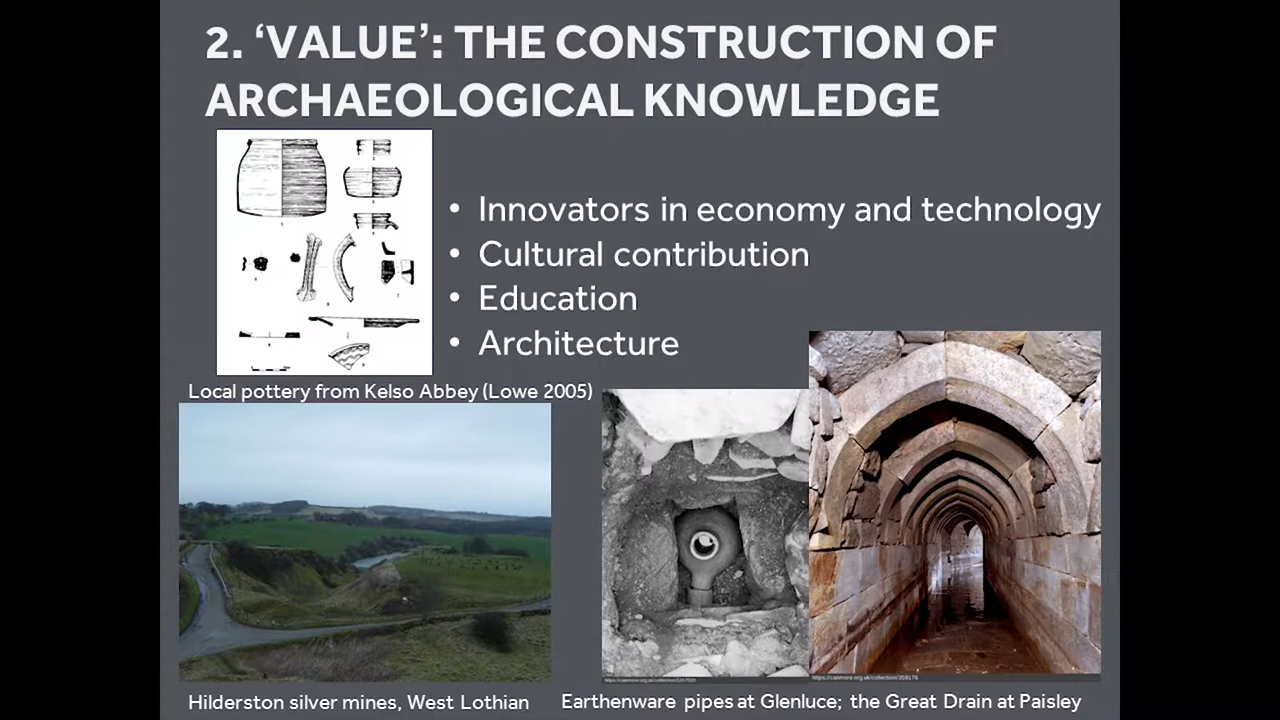 2. ‘VALUE’: THE CONSTRUCTION OF
ARCHAEOLOGICAL KNOWLEDGE
• Innovators in economy and technology
• Cultural contribution
• Education
• Architecture
Local pottery from Kelso Abbey (Lowe 2005)
Hilderston silver mines, West Lothian
Earthenware pipes at Glenluce; the Great Drain at Paisley